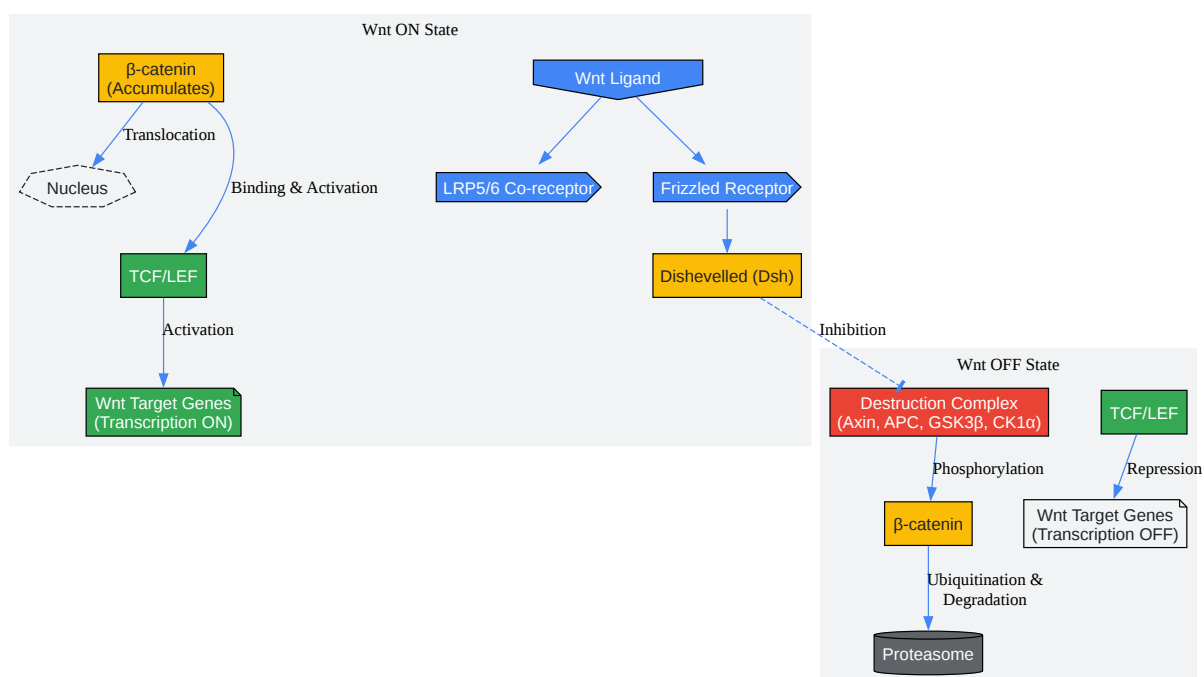 Wnt ON State
β-catenin
(Accumulates)
Wnt Ligand
Translocation
Nucleus
Binding & Activation
LRP5/6 Co-receptor
Frizzled Receptor
TCF/LEF
Dishevelled (Dsh)
Activation
Inhibition
Wnt Target Genes
(Transcription ON)
Wnt OFF State
Destruction Complex
(Axin, APC, GSK3β, CK1α)
TCF/LEF
Phosphorylation
Repression
β-catenin
Wnt Target Genes
(Transcription OFF)
Ubiquitination &
Degradation
Proteasome